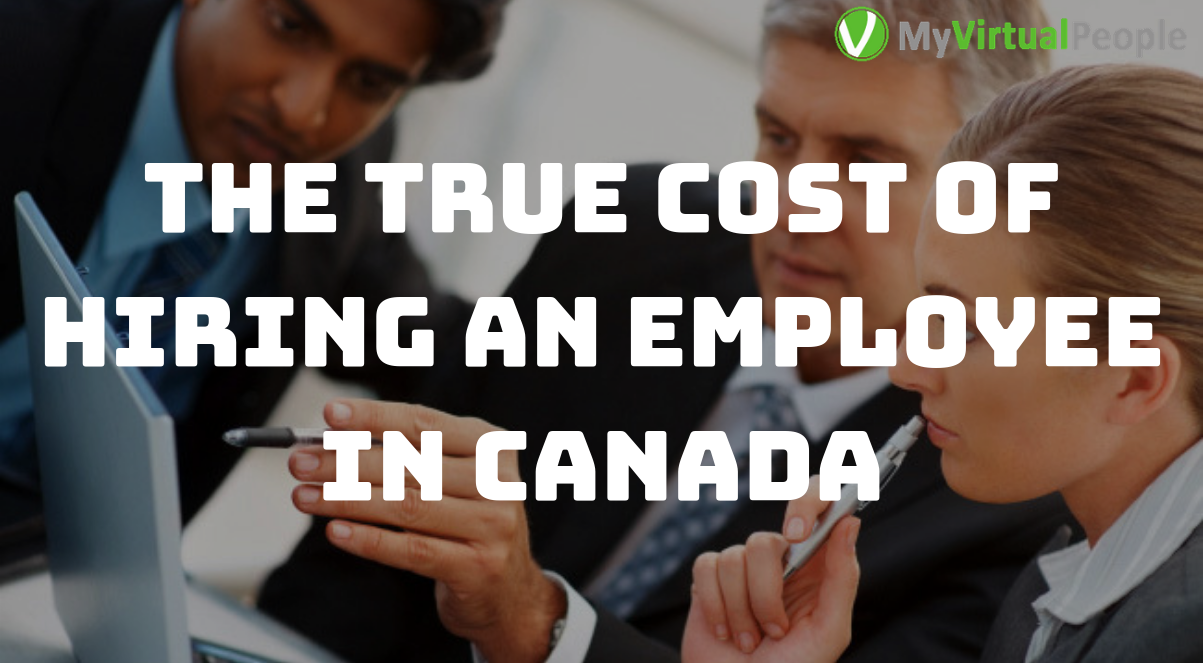 MyVirtualPeople
THE TRUE COST OF
HIRING AN EMPLOYEE
IN CANADA